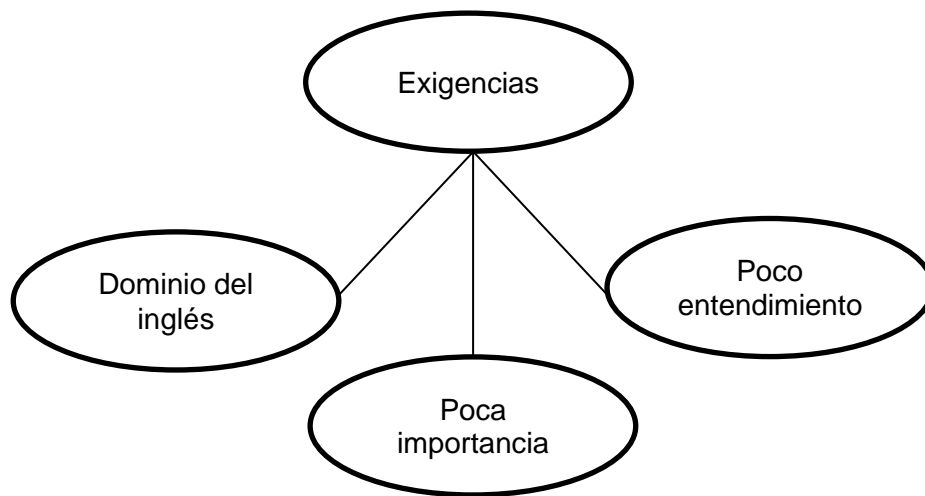 Exigencias
Dominio del
inglés
Poco
entendimiento
Poca
importancia